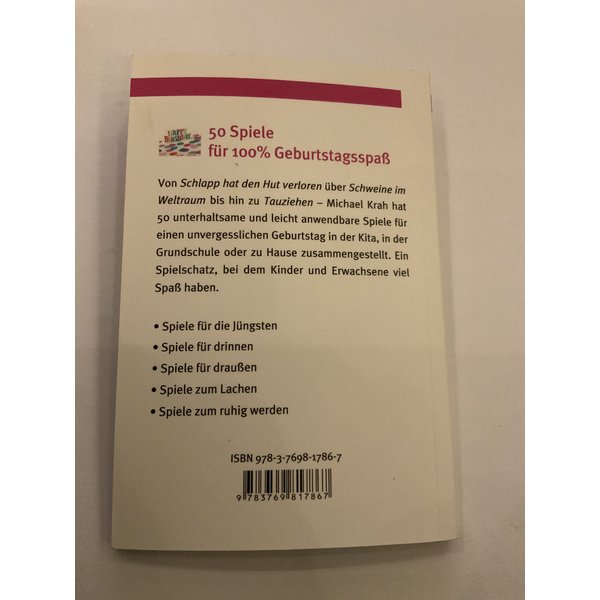 HAPPY
BIRTHDAY
50 Spiele
für 100% Geburtstagsspaß
Von Schlapp hat den Hut verloren über Schweine im
Weltraum bis hin zu Tauziehen – Michael Krah hat
50 unterhaltsame und leicht anwendbare Spiele für
einen unvergesslichen Geburtstag in der Kita, in der
Grundschule oder zu Hause zusammengestellt. Ein
Spielschatz, bei dem Kinder und Erwachsene viel
Spaß haben.
• Spiele für die Jüngsten
• Spiele für drinnen
• Spiele für draußen
• Spiele zum Lachen
• Spiele zum ruhig werden
ISBN 978-3-7698-1786-7
9 783769 817867